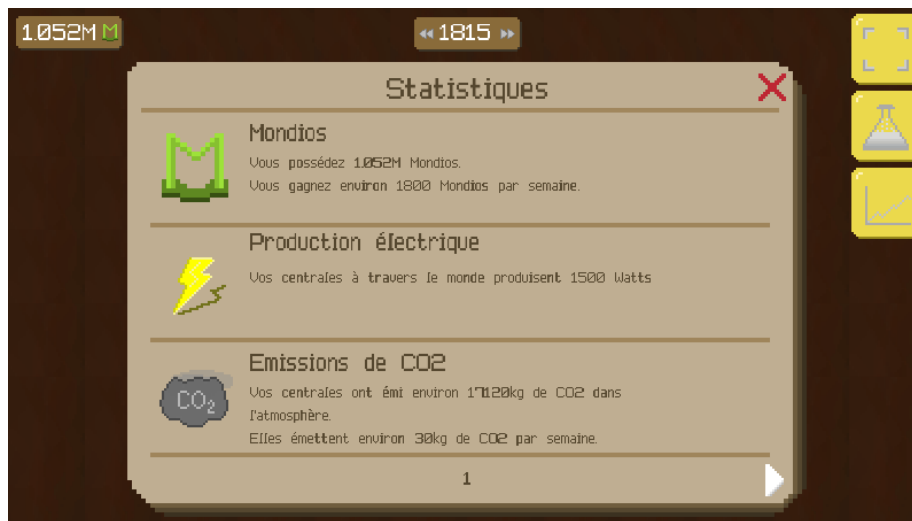 1.052M
1815
Statistiques
Mondios
Vous possédez 1.052M Mondios.
Vous gagnez environ 1800 Mondios par semaine.
Production électrique
Vos centrales à travers le monde produisent 1500 Watts
Emissions de CO2
CO₂
Vos centrales ont émi environ de CO2 dans
l'atmosphère.
Elles émettent environ 30kg de CO2 par semaine.
1